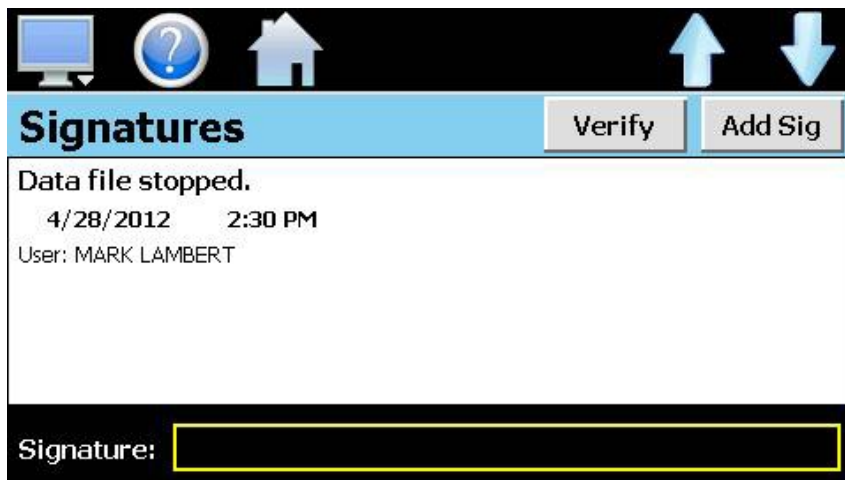 Signatures
Verify
Add Sig
Data file stopped.
4/28/2012 2:30 PM
User: MARK LAMBERT
Signature: